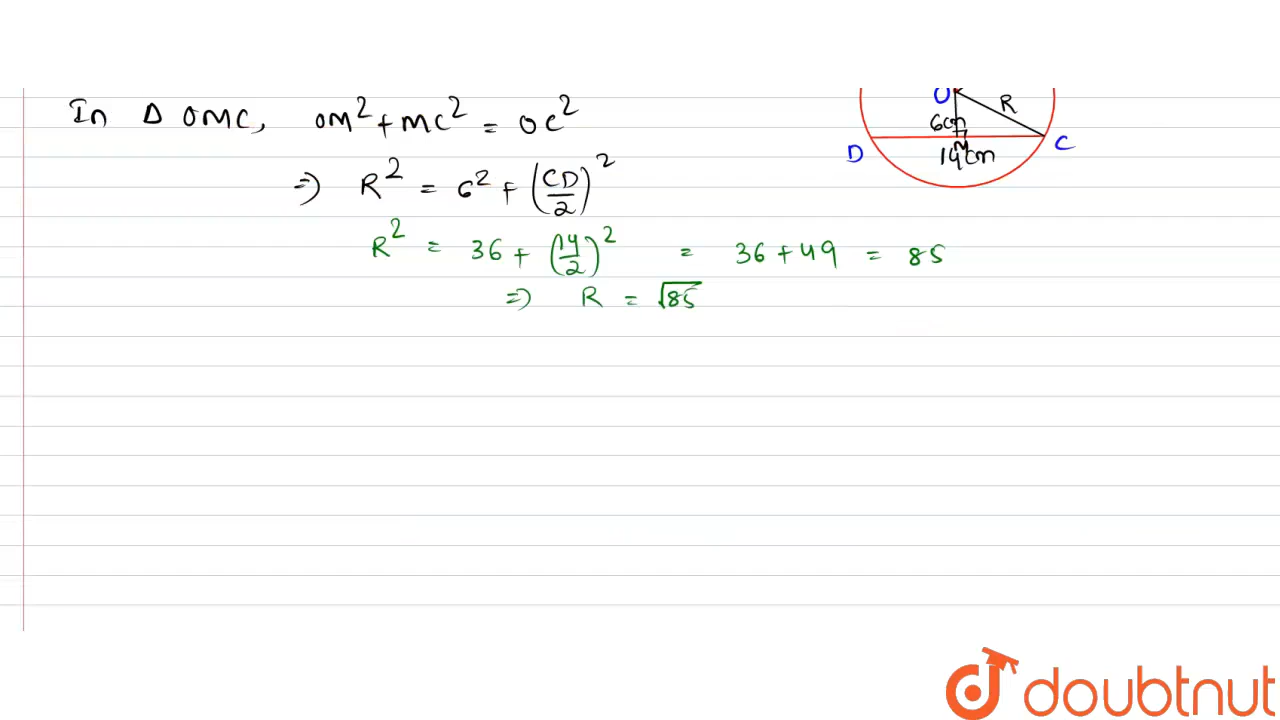 In Δ OMC, OM² + MC² = OC²
⇒ R² = 6² + (CD/2)²
R² = 36 + (14/2)² = 36 + 49 = 85
⇒ R = √85
O
R
6cm
M
D
14cm
C
doubtnut